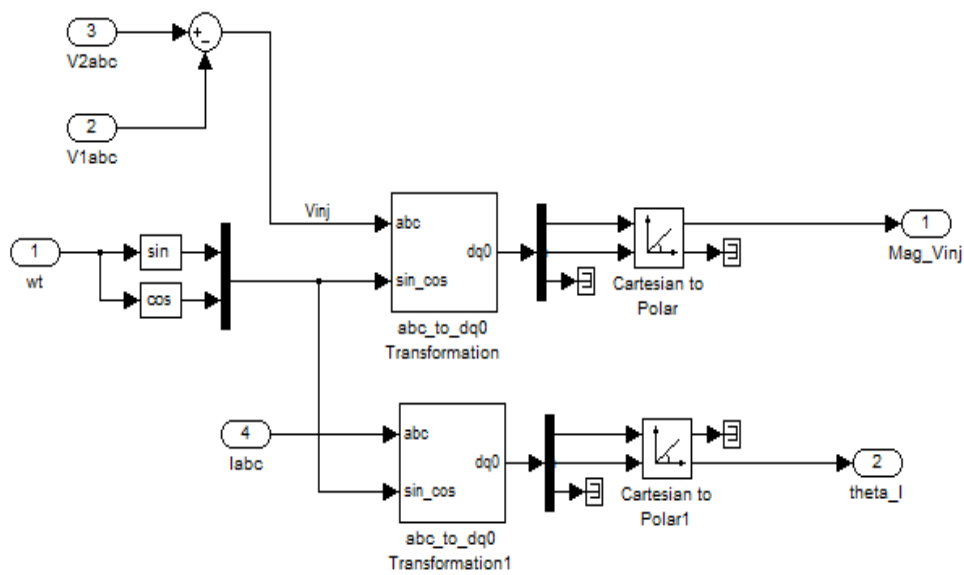 3
V2abc
+
−
2
V1abc
Vinj
1
wt
sin
cos
abc
sin_cos
dq0
abc_to_dq0
Transformation
Cartesian to
Polar
1
Mag_Vinj
4
Iabc
abc
sin_cos
dq0
abc_to_dq0
Transformation1
Cartesian to
Polar1
2
theta_I